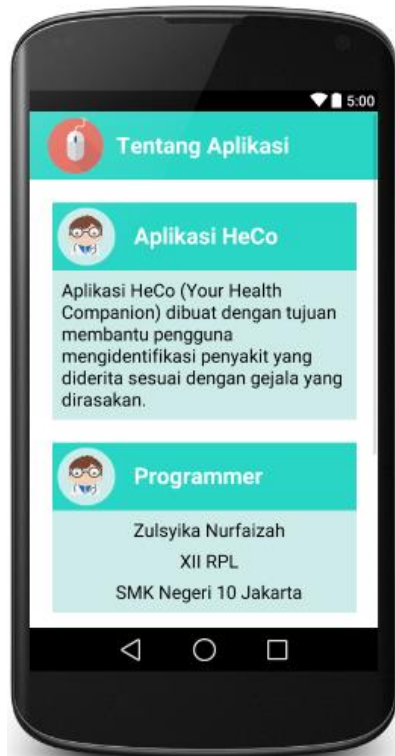 5:00
Tentang Aplikasi
Aplikasi HeCo
Aplikasi HeCo (Your Health
Companion) dibuat dengan tujuan
membantu pengguna
mengidentifikasi penyakit yang
diderita sesuai dengan gejala yang
dirasakan.
Programmer
Zulsyika Nurfaizah
XII RPL
SMK Negeri 10 Jakarta